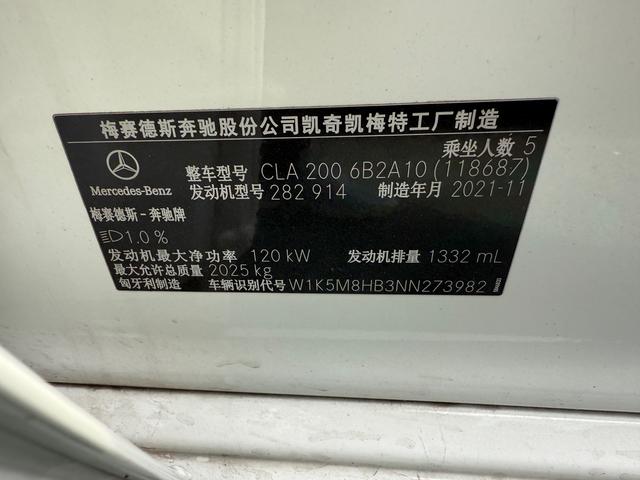 梅赛德斯奔驰股份公司凯奇凯梅特工厂制造
乘坐人数 5
整车型号 CLA 200 6B2A10 (118687)
Mercedes-Benz 发动机型号 282 914 制造年月 2021-11
梅赛德斯－奔驰牌
1.0 %
发动机最大净功率 120 kW 发动机排量 1332 mL
最大允许总质量 2025 kg
匈牙利制造 车辆识别代号 W1K5M8HB3NN273982